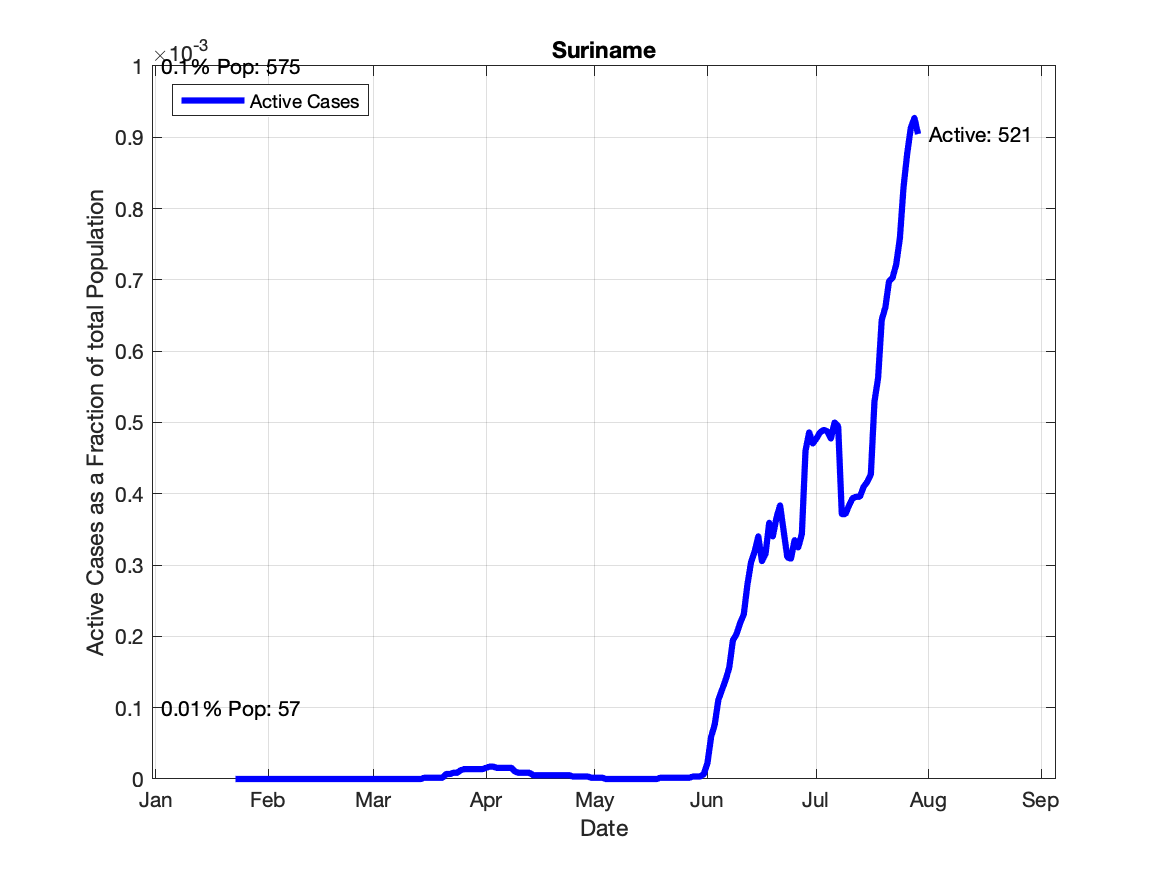 Suriname
×10-3
0.1% Pop: 575
Active Cases
Active: 521
0.01% Pop: 57
Active Cases as a Fraction of total Population
1
0.9
0.8
0.7
0.6
0.5
0.4
0.3
0.2
0.1
0
Jan Feb Mar Apr May Jun Jul Aug Sep
Date